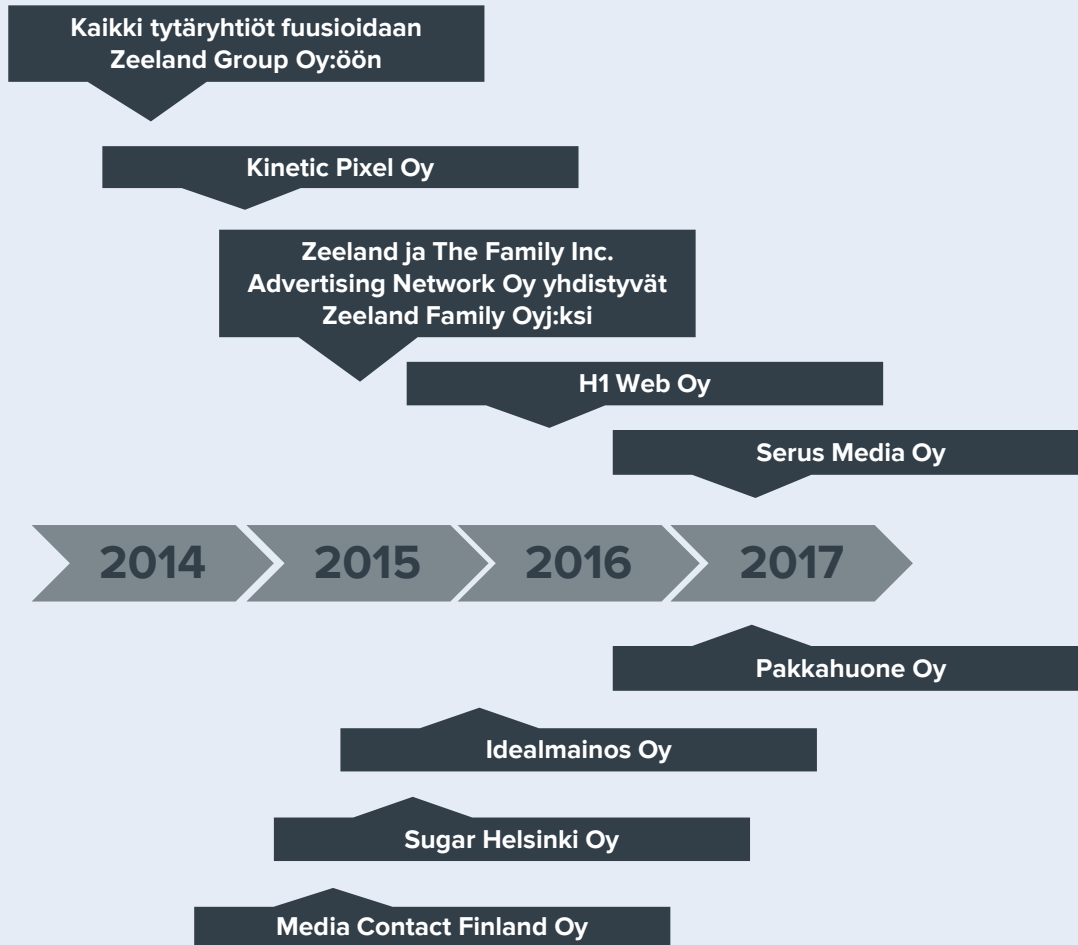 Kaikki tytäryhtiöt fuusioidaan
Zeeland Group Oy:öön
Kinetic Pixel Oy
Zeeland ja The Family Inc.
Advertising Network Oy yhdistyvät
Zeeland Family Oyj:ksi
H1 Web Oy
Serus Media Oy
2014
2015
2016
2017
Pakkahuone Oy
Idealmainos Oy
Sugar Helsinki Oy
Media Contact Finland Oy